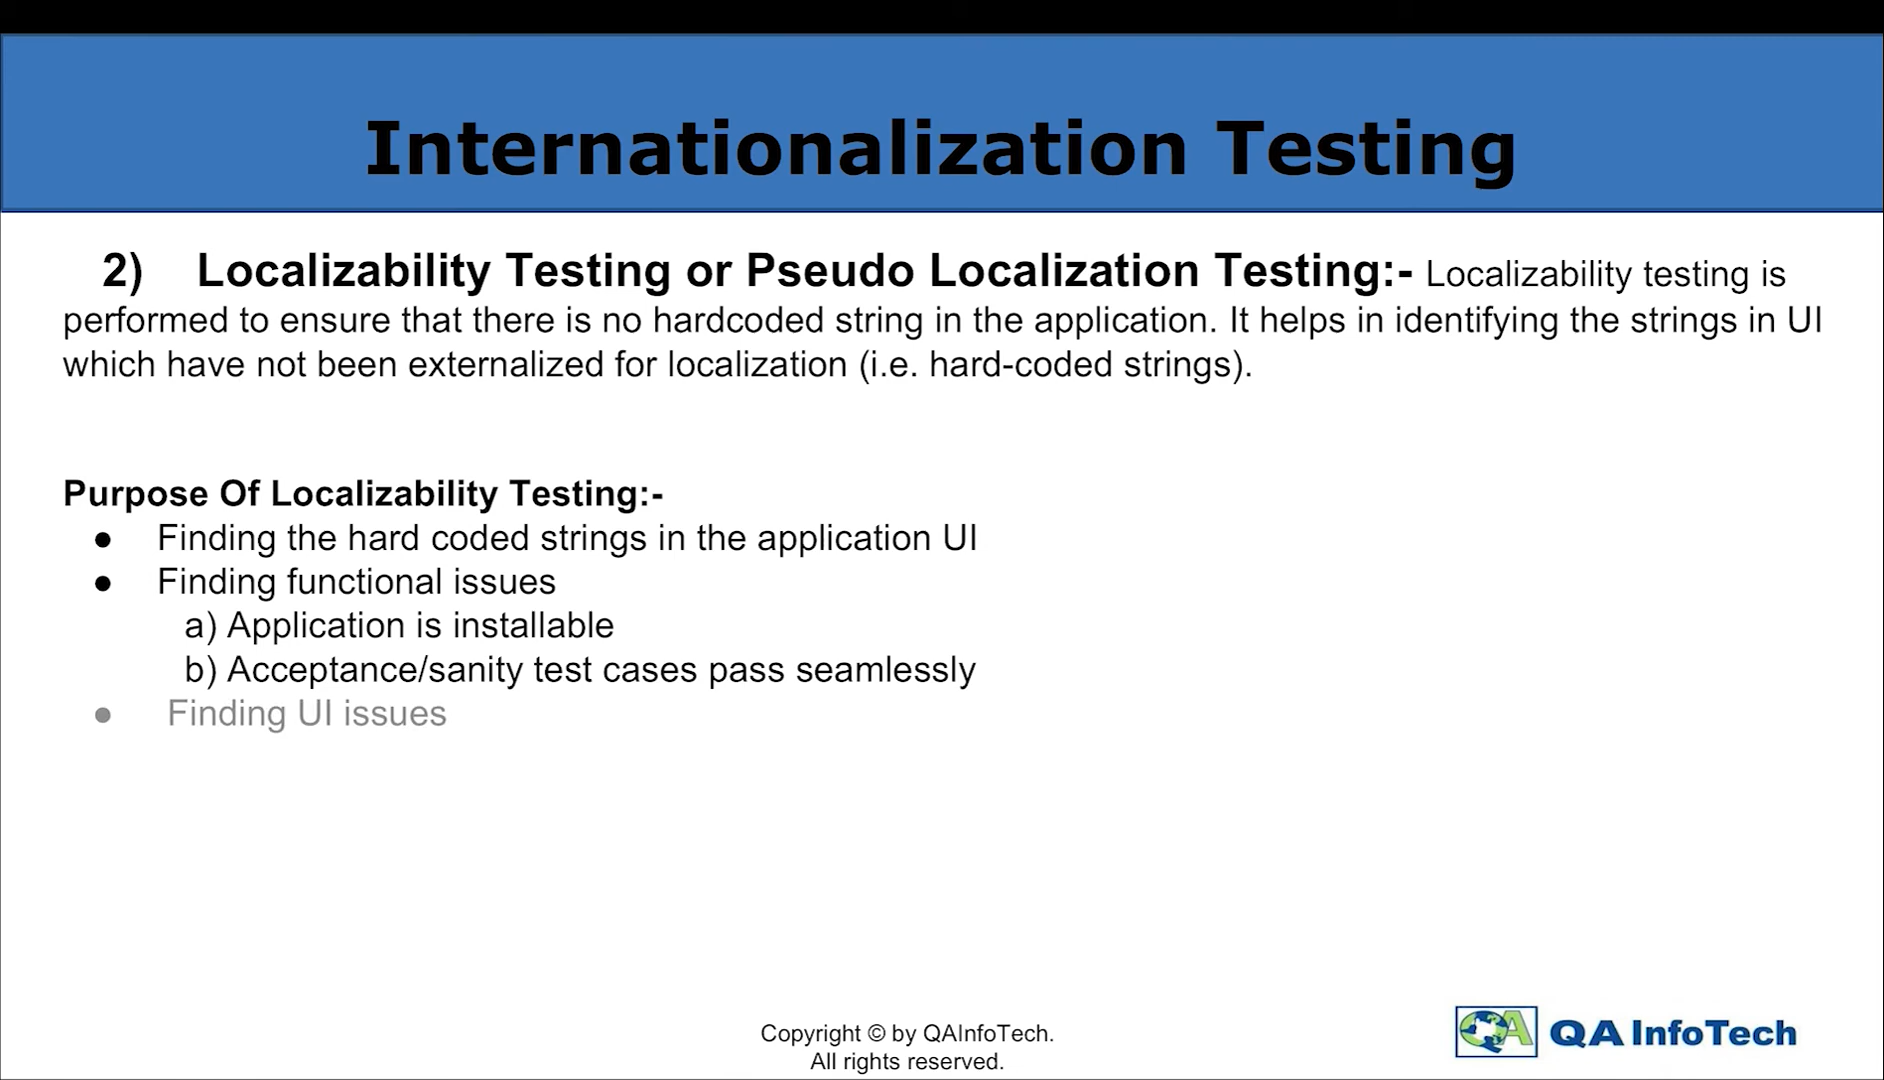 Internationalization Testing
2) Localizability Testing or Pseudo Localization Testing:- Localizability testing is
performed to ensure that there is no hardcoded string in the application. It helps in identifying the strings in UI
which have not been externalized for localization (i.e. hard-coded strings).
Purpose Of Localizability Testing:-
● Finding the hard coded strings in the application UI
● Finding functional issues
a) Application is installable
b) Acceptance/sanity test cases pass seamlessly
● Finding UI issues
Copyright © by QAInfoTech.
All rights reserved.
QA QA InfoTech